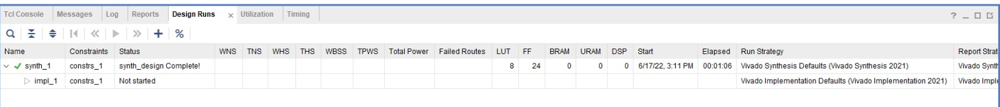 Tcl Console Messages Log Reports Design Runs × Utilization Timing ?
%
Name Constraints Status WNS TNS WHS THS WBSS TPWS Total Power Failed Routes LUT FF BRAM URAM DSP Start Elapsed Run Strategy Report Strat
synth_1 constrs_1 synth_design Complete! 8 24 0 0 0 6/17/22, 3:11 PM 00:01:06 Vivado Synthesis Defaults (Vivado Synthesis 2021) Vivado Synth
impl_1 constrs_1 Not started Vivado Implementation Defaults (Vivado Implementation 2021) Vivado Imple